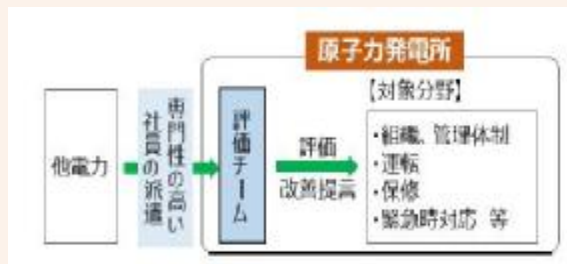 原子力発電所
【対象分野】
他電力
専門性の高い
社員の派遣
評価チーム
評価
改善提言
・組織、管理体制
・運転
・保修
・緊急時対応 等